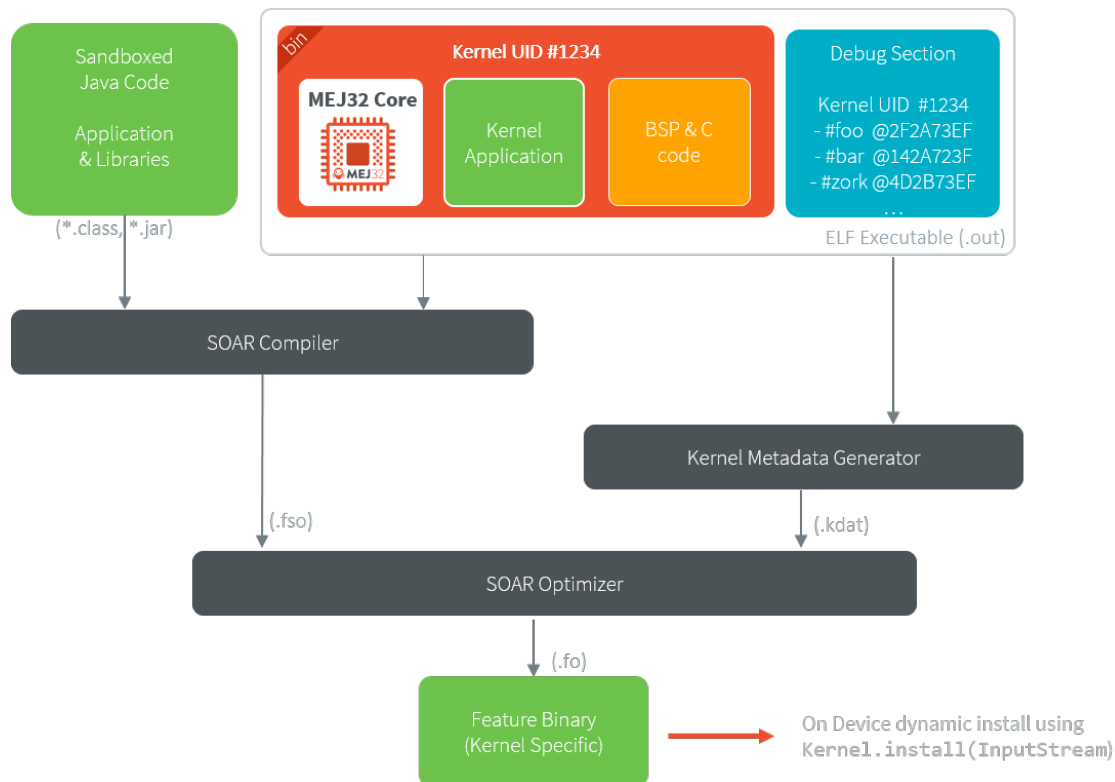 Sandboxed
Java Code
Application
& Libraries
(*.class, *.jar)
bin
Kernel UID #1234
MEJ32 Core
MEJ32
Kernel
Application
BSP & C
code
Debug Section
Kernel UID #1234
- #foo @2F2A73EF
- #bar @142A723F
- #zork @4D2B73EF
...
ELF Executable (.out)
SOAR Compiler
Kernel Metadata Generator
(.fso)
(.kdat)
SOAR Optimizer
(.fo)
Feature Binary
(Kernel Specific)
On Device dynamic install using
Kernel.install(InputStream)